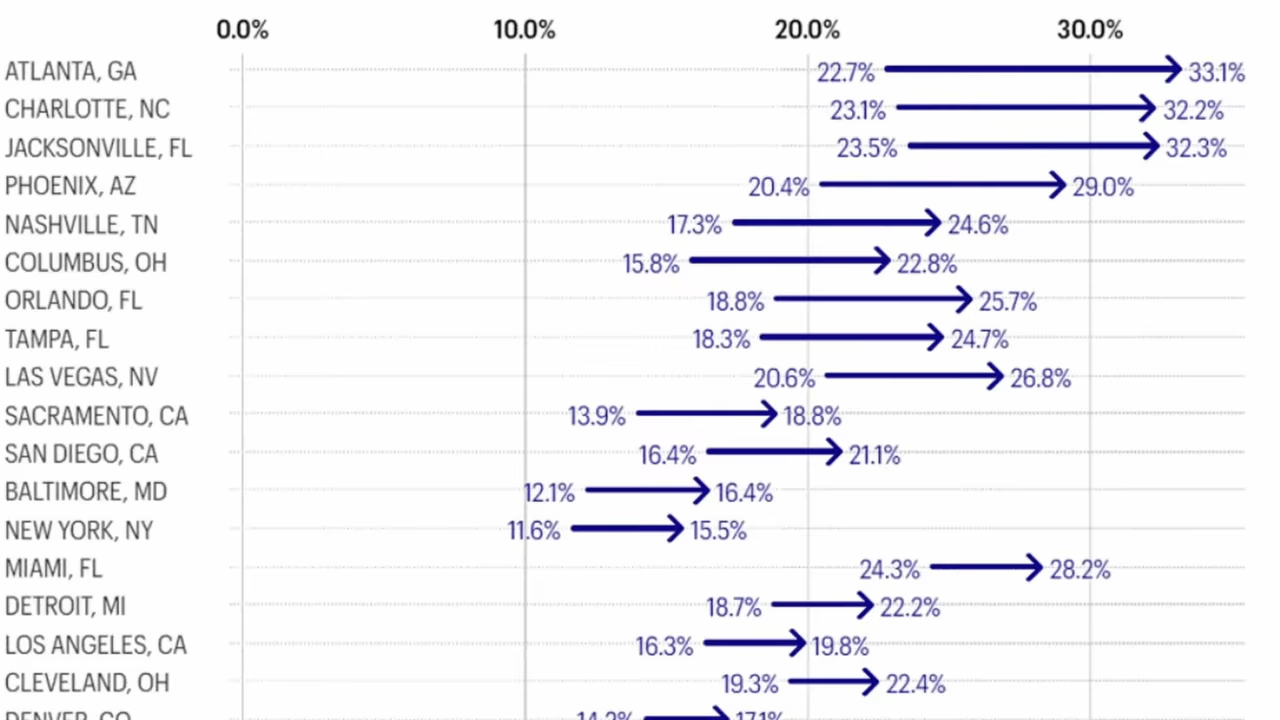 0.0% 10.0% 20.0% 30.0%
ATLANTA, GA 22.7% 33.1%
CHARLOTTE, NC 23.1% 32.2%
JACKSONVILLE, FL 23.5% 32.3%
PHOENIX, AZ 20.4% 29.0%
NASHVILLE, TN 17.3% 24.6%
COLUMBUS, OH 15.8% 22.8%
ORLANDO, FL 18.8% 25.7%
TAMPA, FL 18.3% 24.7%
LAS VEGAS, NV 20.6% 26.8%
SACRAMENTO, CA 13.9% 18.8%
SAN DIEGO, CA 16.4% 21.1%
BALTIMORE, MD 12.1% 16.4%
NEW YORK, NY 11.6% 15.5%
MIAMI, FL 24.3% 28.2%
DETROIT, MI 18.7% 22.2%
LOS ANGELES, CA 16.3% 19.8%
CLEVELAND, OH 19.3% 22.4%
DENVER, CO 17.1%